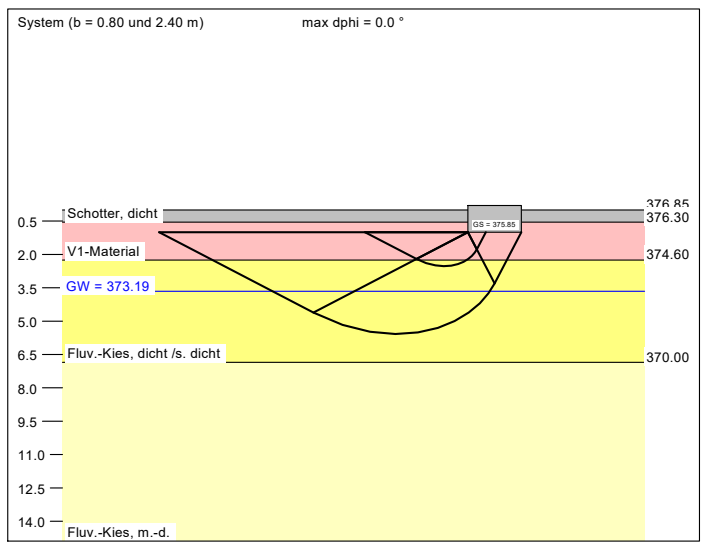 System (b = 0.80 und 2.40 m)
max dphi = 0.0 °
376.85
Schotter, dicht
376.30
0.5
GS = 375.85
V1-Material
374.60
2.0
GW = 373.19
3.5
5.0
Fluv.-Kies, dicht /s. dicht
370.00
6.5
8.0
9.5
11.0
12.5
14.0
Fluv.-Kies, m.-d.